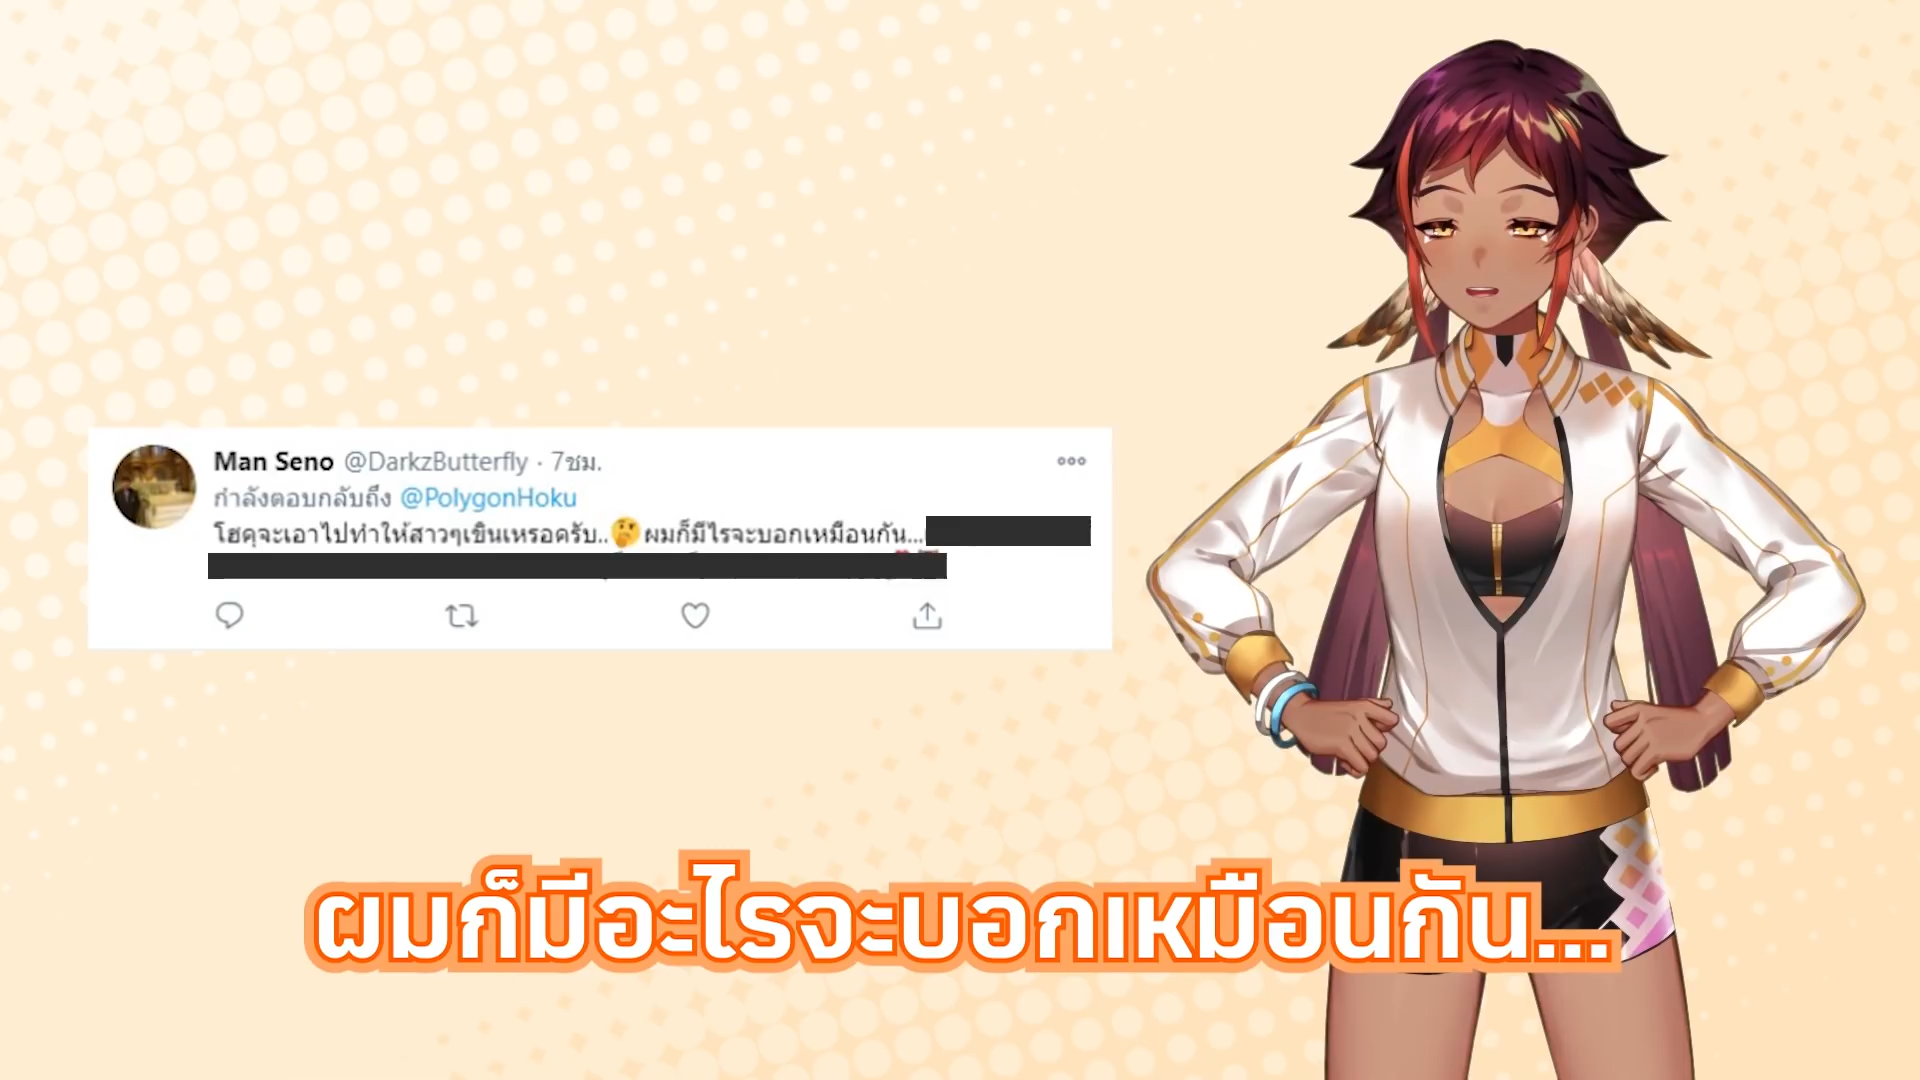 Man Seno @DarkzButterfly · 7ชม.
กำลังตอบกลับถึง @PolygonHoku
โฮคุจะเอาไปทำให้สาวๆเขินเหรอครับ..🤔ผมก็มีไรจะบอกเหมือนกัน...
ผมก็มีอะไรจะบอกเหมือนกัน...